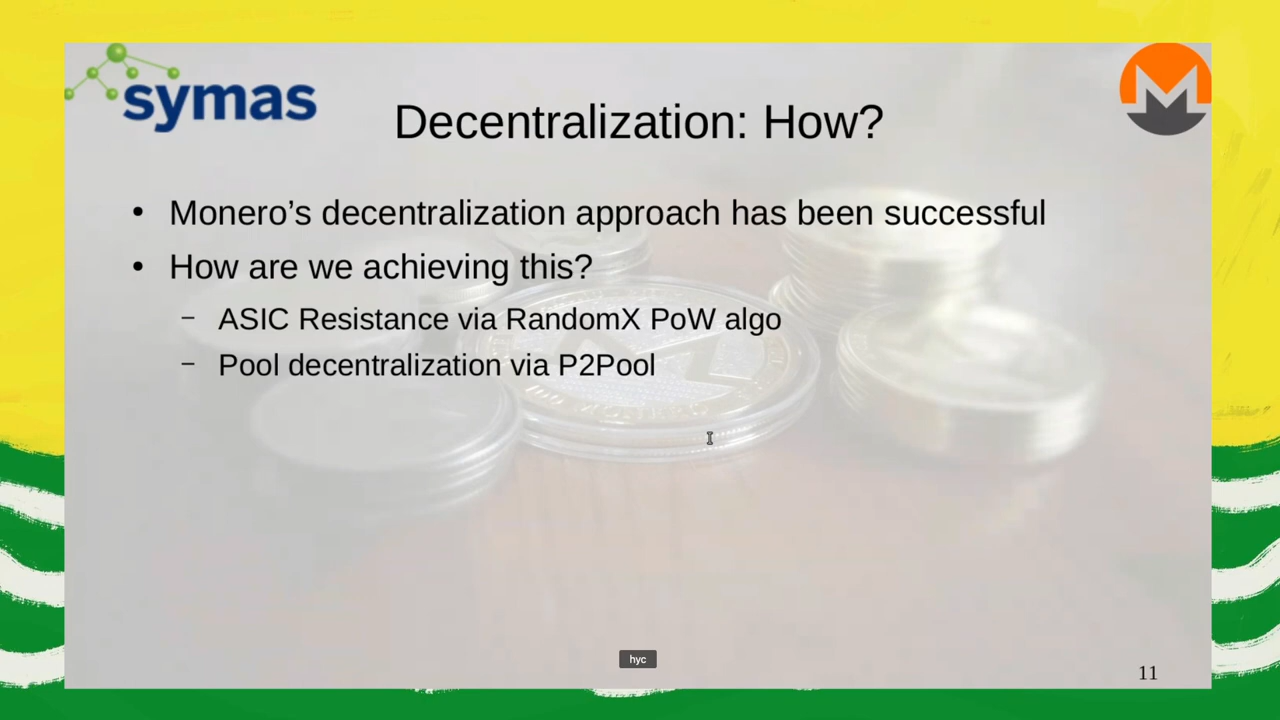 symas
Decentralization: How?
• Monero’s decentralization approach has been successful
• How are we achieving this?
– ASIC Resistance via RandomX PoW algo
– Pool decentralization via P2Pool
hyc
11